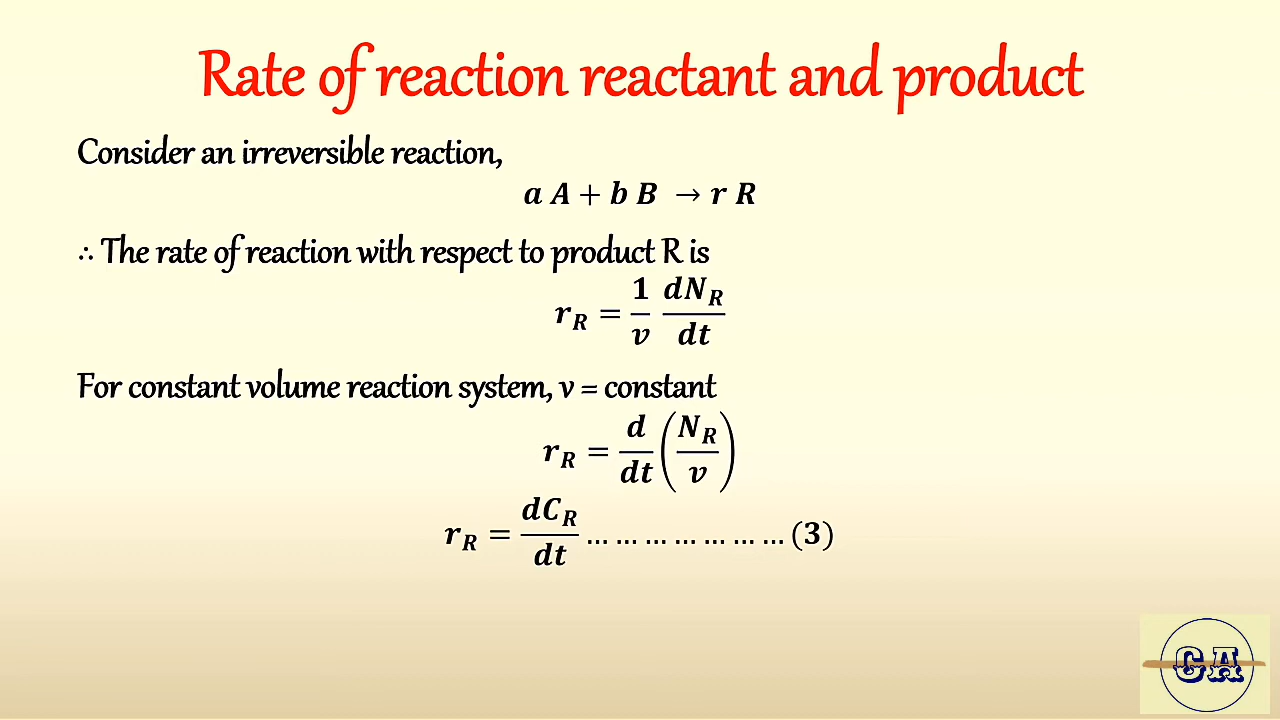 Rate of reaction reactant and product
Consider an irreversible reaction,
a A + b B → r R
∴ The rate of reaction with respect to product R is
r_R = 1/v dN_R/dt
For constant volume reaction system, v = constant
r_R = d/dt (N_R/v)
r_R = dC_R/dt … … … … … … … (3)
CA